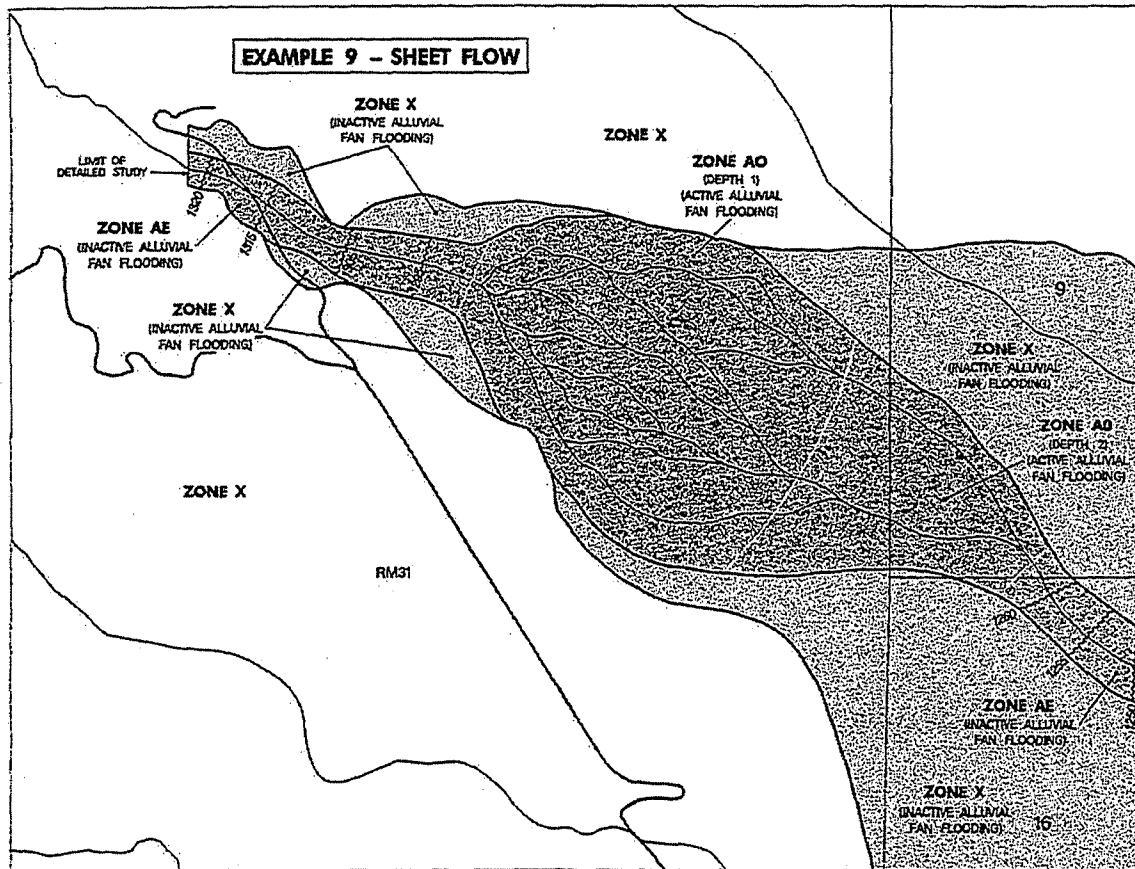 EXAMPLE 9 – SHEET FLOW
ZONE X
(INACTIVE ALLUVIAL
FAN FLOODING)
ZONE X
LIMIT OF
DETAILED STUDY
ZONE AO
(DEPTH 1)
(ACTIVE ALLUVIAL
FAN FLOODING)
1320
ZONE AE
(INACTIVE ALLUVIAL
FAN FLOODING)
1315
ZONE X
(INACTIVE ALLUVIAL
FAN FLOODING)
9
ZONE X
(INACTIVE ALLUVIAL
FAN FLOODING)
ZONE AO
(DEPTH 2)
(ACTIVE ALLUVIAL
FAN FLOODING)
ZONE X
RM31
1260
ZONE AE
(INACTIVE ALLUVIAL
FAN FLOODING)
ZONE X
(INACTIVE ALLUVIAL
FAN FLOODING)
16